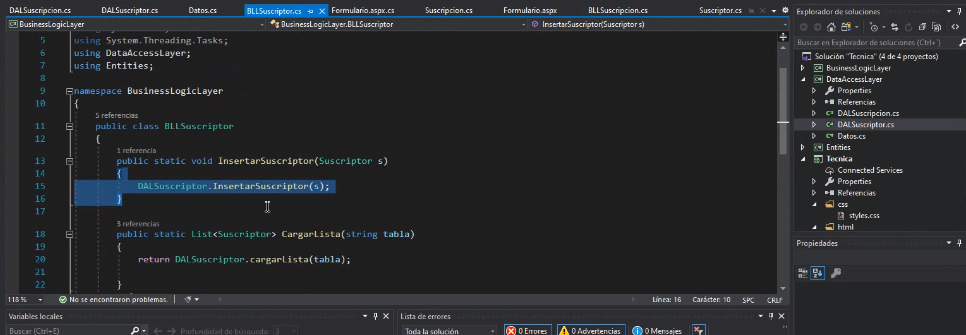 DALSuscripcion.cs DALSuscriptor.cs Datos.cs BLLSuscriptor.cs Formulario.aspx.cs Suscripcion.cs Formulario.aspx BLLSuscripcion.cs Suscriptor.cs
BusinessLogicLayer BusinessLogicLayer.BLLSuscriptor InsertarSuscriptor(Suscriptor s)
5 using System.Threading.Tasks;
6 using DataAccessLayer;
7 using Entities;
8
9 namespace BusinessLogicLayer
10 {
5 referencias
11 public class BLLSuscriptor
12 {
1 referencia
13 public static void InsertarSuscriptor(Suscriptor s)
14 {
15 DALSuscriptor.InsertarSuscriptor(s);
16 }
17
3 referencias
18 public static List<Suscriptor> CargarLista(string tabla)
19 {
20 return DALSuscriptor.cargarLista(tabla);
21
22 }
118 % No se encontraron problemas. Línea: 16 Carácter: 10 SPC CRLF
Variables locales
Buscar (Ctrl+E) Profundidad de búsqueda: 3
Lista de errores
Toda la solución 0 Errores 0 Advertencias 0 Mensajes
Explorador de soluciones
Buscar en Explorador de soluciones (Ctrl+´)
Solución "Tecnica" (4 de 4 proyectos)
BusinessLogicLayer
DataAccessLayer
Properties
Referencias
DALSuscripcion.cs
DALSuscriptor.cs
Datos.cs
Entities
Tecnica
Connected Services
Properties
Referencias
css
styles.css
html
Propiedades